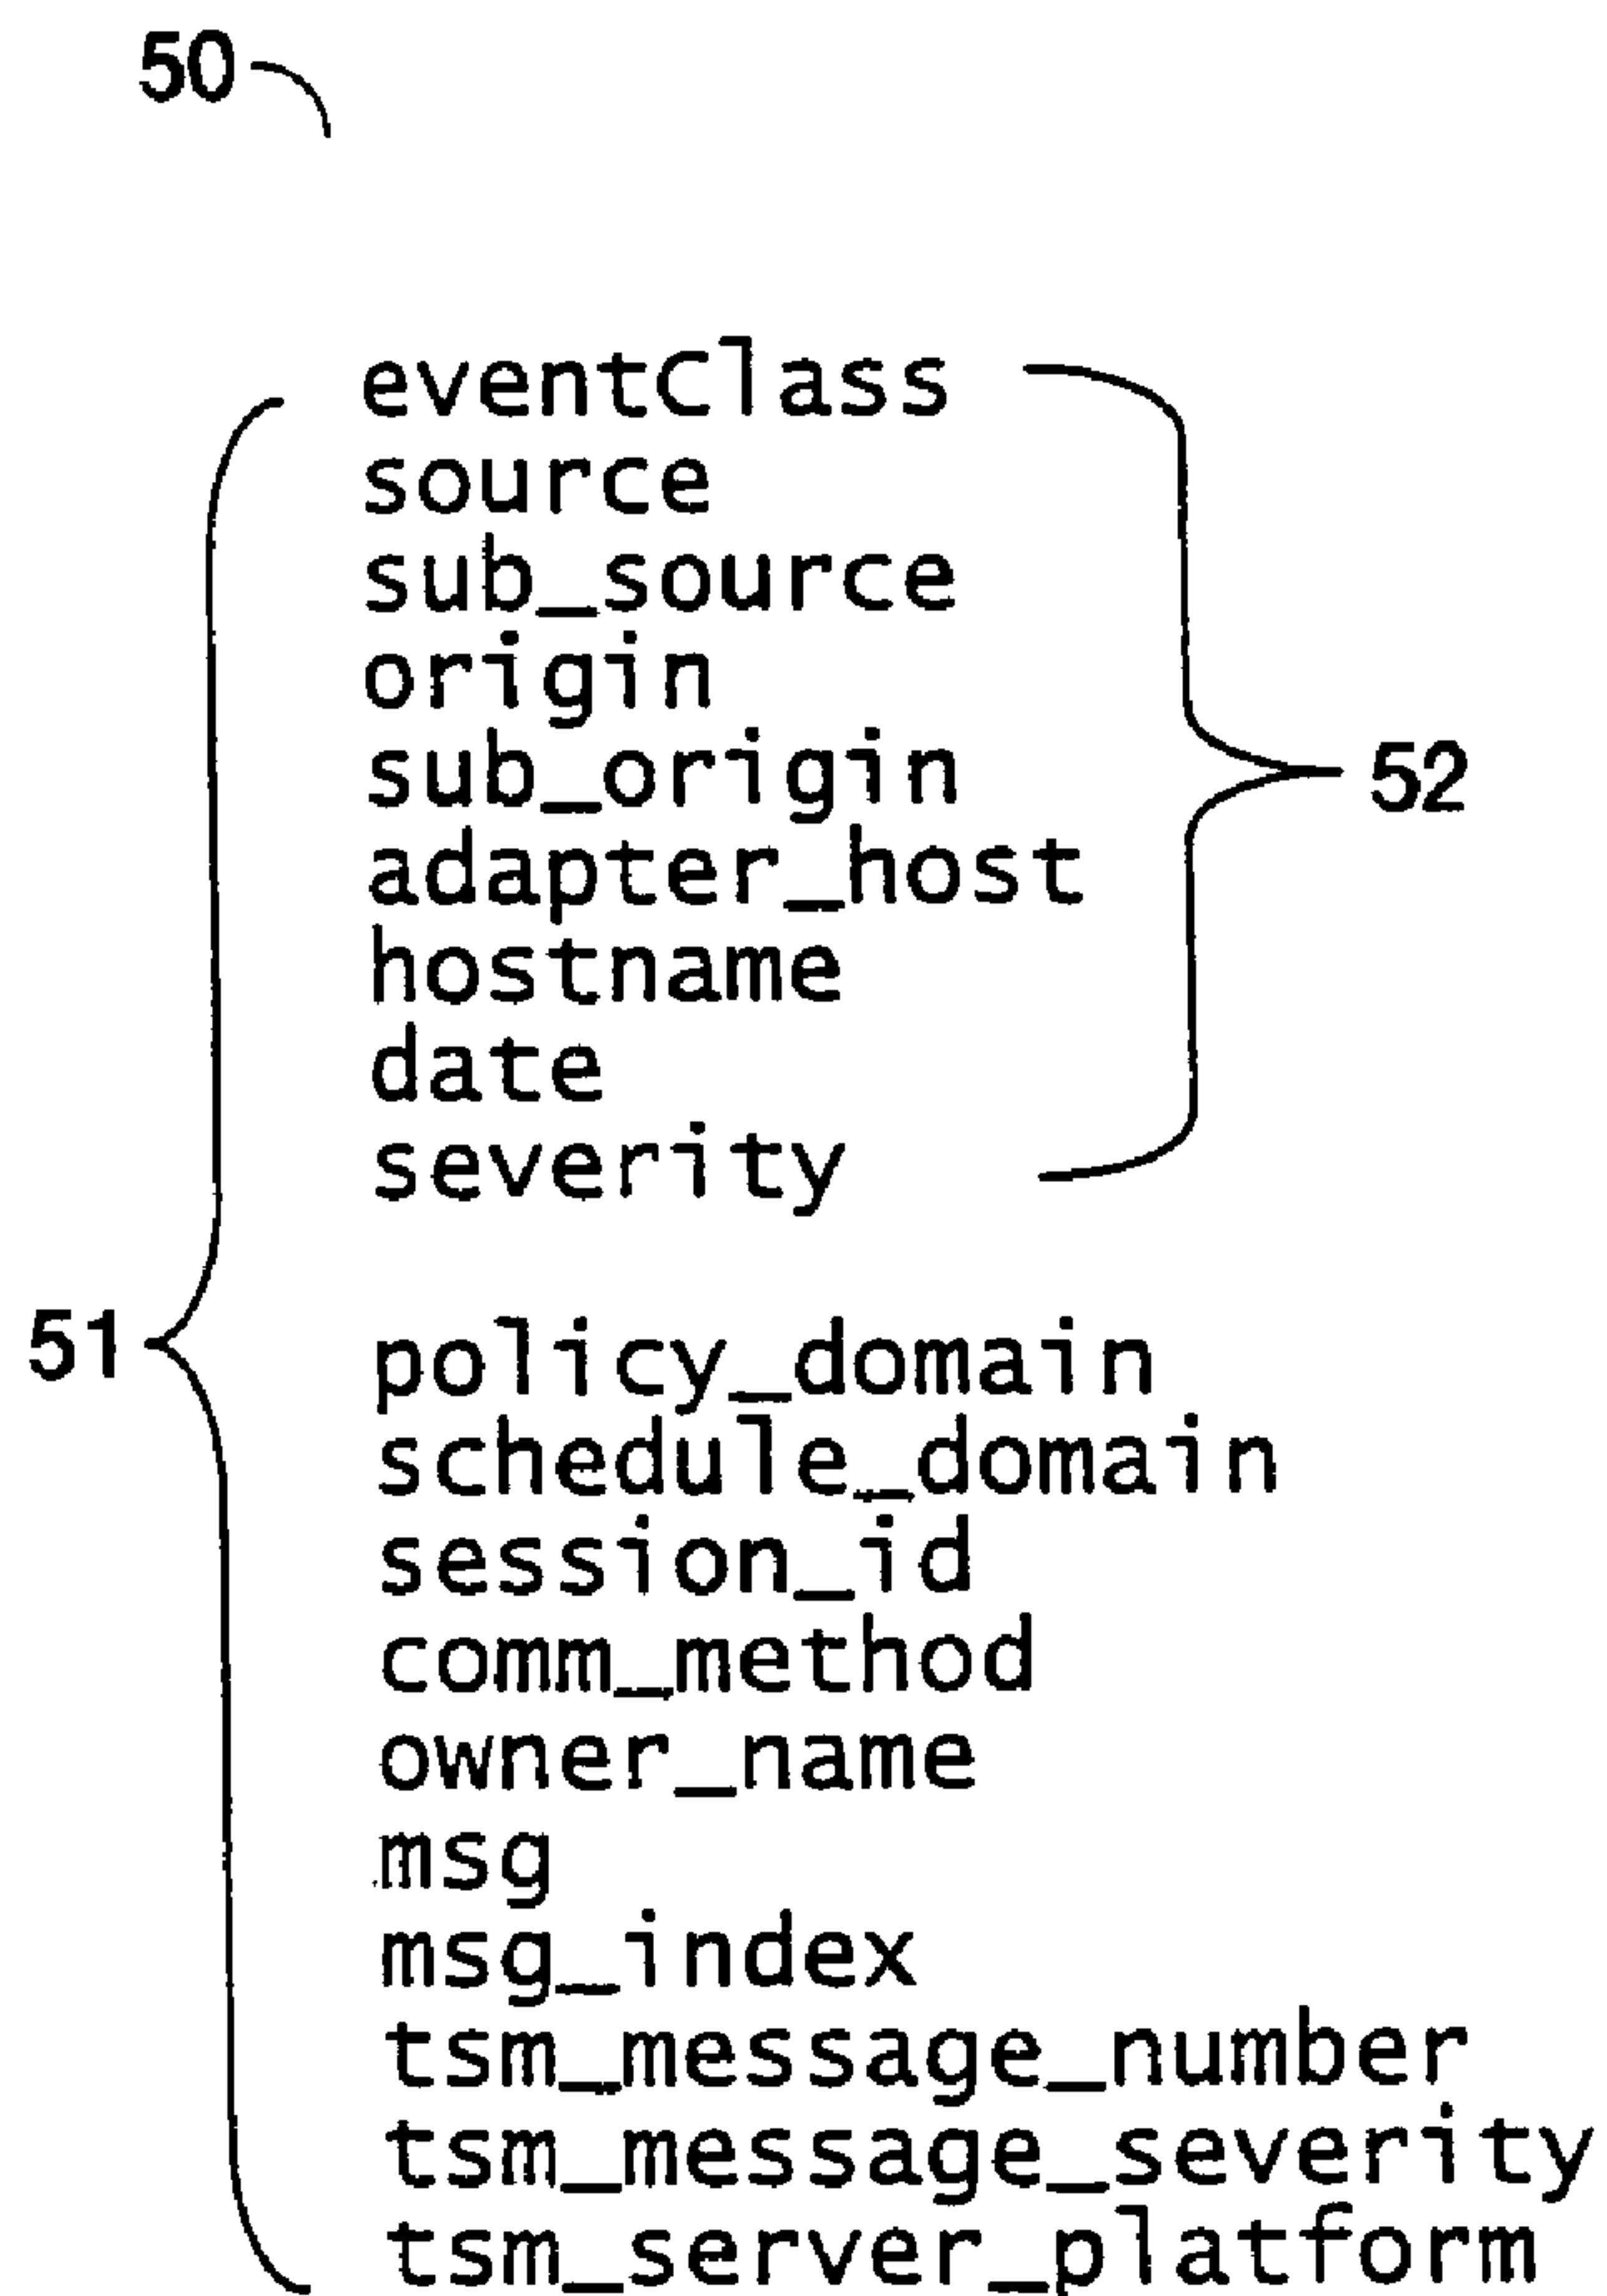 50
eventClass
source
sub_source
origin
sub_origin
52
adapter_host
hostname
date
severity
51
policy_domain
schedule_domain
session_id
comm_method
owner_name
msg
msg_index
tsm_message_number
tsm_message_severity
tsm_server_platform